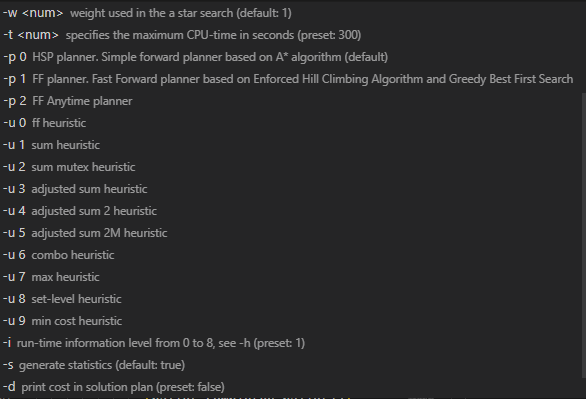 -w <num> weight used in the a star search (default: 1)
-t <num> specifies the maximum CPU-time in seconds (preset: 300)
-p 0 HSP planner. Simple forward planner based on A* algorithm (default)
-p 1 FF planner. Fast Forward planner based on Enforced Hill Climbing Algorithm and Greedy Best First Search
-p 2 FF Anytime planner
-u 0 ff heuristic
-u 1 sum heuristic
-u 2 sum mutex heuristic
-u 3 adjusted sum heuristic
-u 4 adjusted sum 2 heuristic
-u 5 adjusted sum 2M heuristic
-u 6 combo heuristic
-u 7 max heuristic
-u 8 set-level heuristic
-u 9 min cost heuristic
-i run-time information level from 0 to 8, see -h (preset: 1)
-s generate statistics (default: true)
-d print cost in solution plan (preset: false)